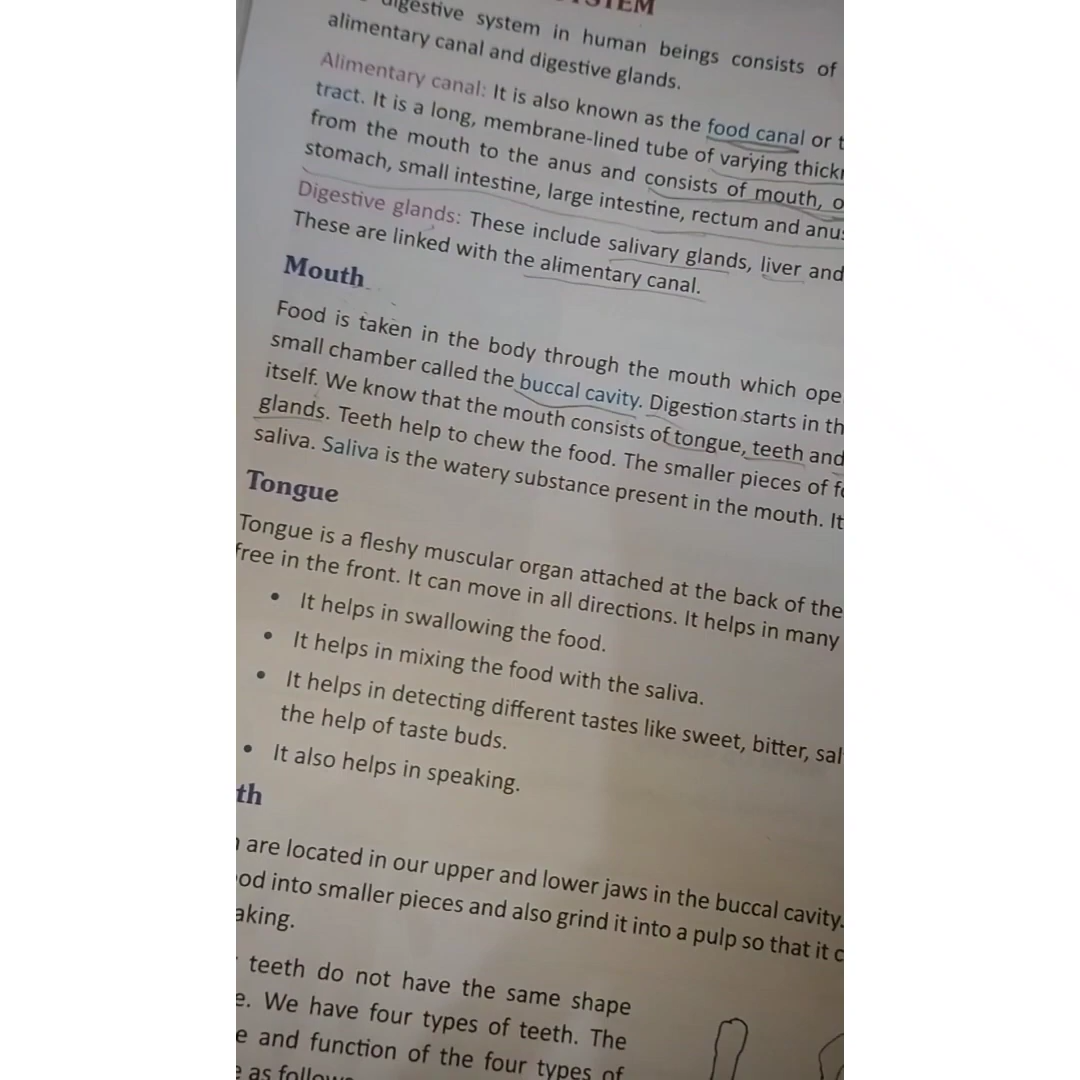 digestive system in human beings consists of
alimentary canal and digestive glands.
Alimentary canal: It is also known as the food canal or
tract. It is a long, membrane-lined tube of varying
from the mouth to the anus and consists of mouth,
stomach, small intestine, large intestine, rectum and
Digestive glands: These include salivary glands, liver and
These are linked with the alimentary canal.
Mouth
Food is taken in the body through the mouth which
small chamber called the buccal cavity. Digestion starts in
itself. We know that the mouth consists of tongue, teeth and
glands. Teeth help to chew the food. The smaller pieces of
saliva. Saliva is the watery substance present in the mouth. It
Tongue
Tongue is a fleshy muscular organ attached at the back of the
free in the front. It can move in all directions. It helps in many
• It helps in swallowing the food.
• It helps in mixing the food with the saliva.
• It helps in detecting different tastes like sweet, bitter,
the help of taste buds.
• It also helps in speaking.
th
are located in our upper and lower jaws in the buccal cavity.
od into smaller pieces and also grind it into a pulp so that it
aking.
teeth do not have the same shape
e. We have four types of teeth. The
e and function of the four types of
as